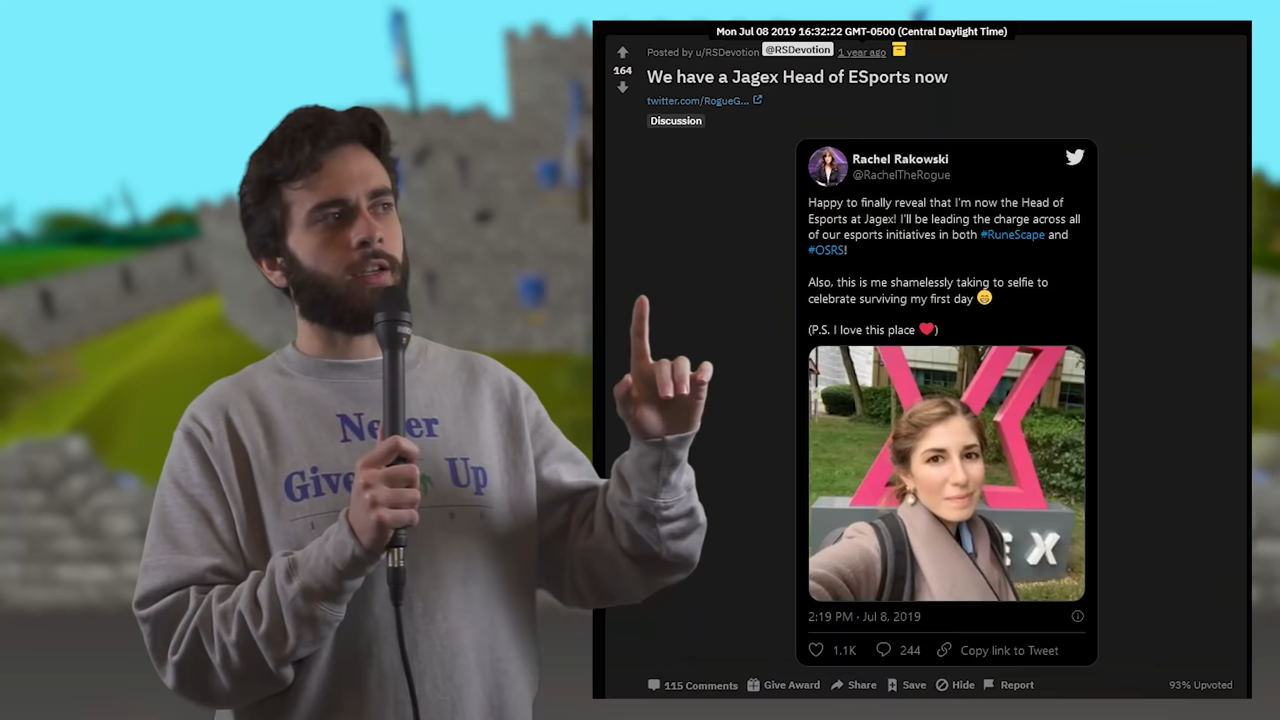 Mon Jul 08 2019 16:32:22 GMT-0500 (Central Daylight Time)
Posted by u/RSDevotion @RSDevotion 1 year ago
164
We have a Jagex Head of ESports now
twitter.com/RogueG...
Discussion
Rachel Rakowski
@RachelTheRogue
Happy to finally reveal that I'm now the Head of
Esports at Jagex! I'll be leading the charge across all
of our esports initiatives in both #RuneScape and
#OSRS!
Also, this is me shamelessly taking to selfie to
celebrate surviving my first day 😁
(P.S. I love this place ❤️)
EX
2:19 PM · Jul 8, 2019
1.1K 244 Copy link to Tweet
115 Comments Give Award Share Save Hide Report 93% Upvoted
Never
Give Up